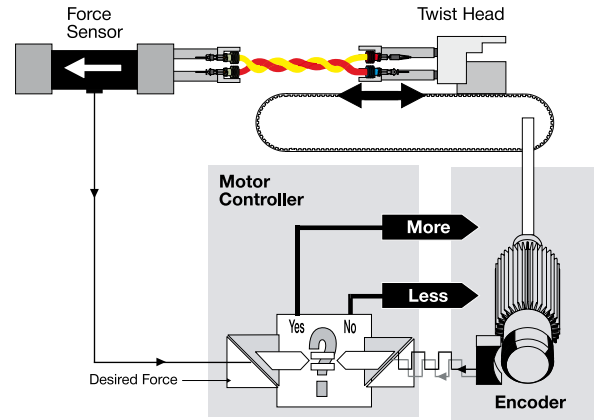 Force
Sensor
Twist Head
Motor
Controller
More
Less
Yes
No
?
Desired Force
Encoder